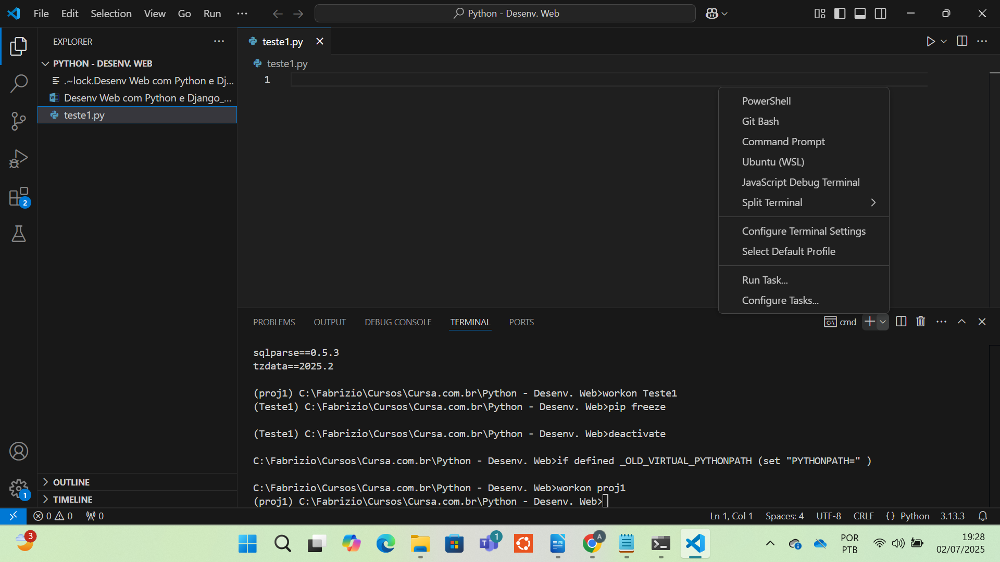 File Edit Selection View Go Run ···
Python - Desenv. Web
EXPLORER
PYTHON - DESENV. WEB
.~lock.Desenv Web com Python e Dj...
Desenv Web com Python e Django_...
teste1.py
OUTLINE
TIMELINE
2
1
teste1.py
teste1.py
1
PowerShell
Git Bash
Command Prompt
Ubuntu (WSL)
JavaScript Debug Terminal
Split Terminal
Configure Terminal Settings
Select Default Profile
Run Task...
Configure Tasks...
PROBLEMS OUTPUT DEBUG CONSOLE TERMINAL PORTS
cmd
sqlparse==0.5.3
tzdata==2025.2
(proj1) C:\Fabrizio\Cursos\Cursa.com.br\Python - Desenv. Web>workon Teste1
(Teste1) C:\Fabrizio\Cursos\Cursa.com.br\Python - Desenv. Web>pip freeze
(Teste1) C:\Fabrizio\Cursos\Cursa.com.br\Python - Desenv. Web>deactivate
C:\Fabrizio\Cursos\Cursa.com.br\Python - Desenv. Web>if defined _OLD_VIRTUAL_PYTHONPATH (set "PYTHONPATH=" )
C:\Fabrizio\Cursos\Cursa.com.br\Python - Desenv. Web>workon proj1
(proj1) C:\Fabrizio\Cursos\Cursa.com.br\Python - Desenv. Web>
0 0 0
Ln 1, Col 1 Spaces: 4 UTF-8 CRLF {} Python 3.13.3
3
1
A
POR
PTB
19:28
02/07/2025